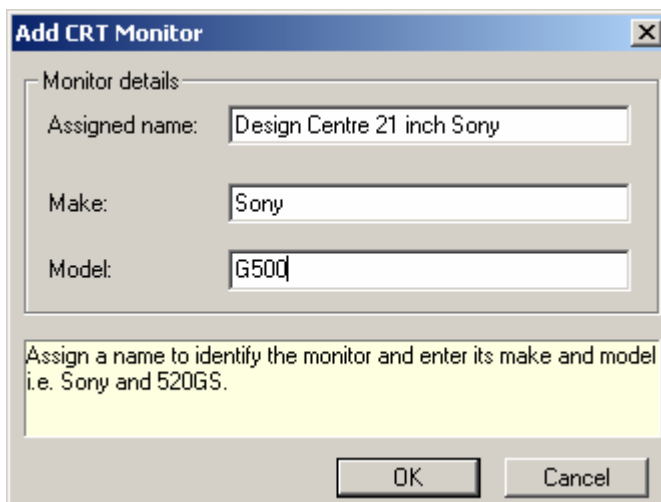 Add CRT Monitor
Monitor details
Assigned name: Design Centre 21 inch Sony
Make: Sony
Model: G500
Assign a name to identify the monitor and enter its make and model
i.e. Sony and 520GS.
OK Cancel